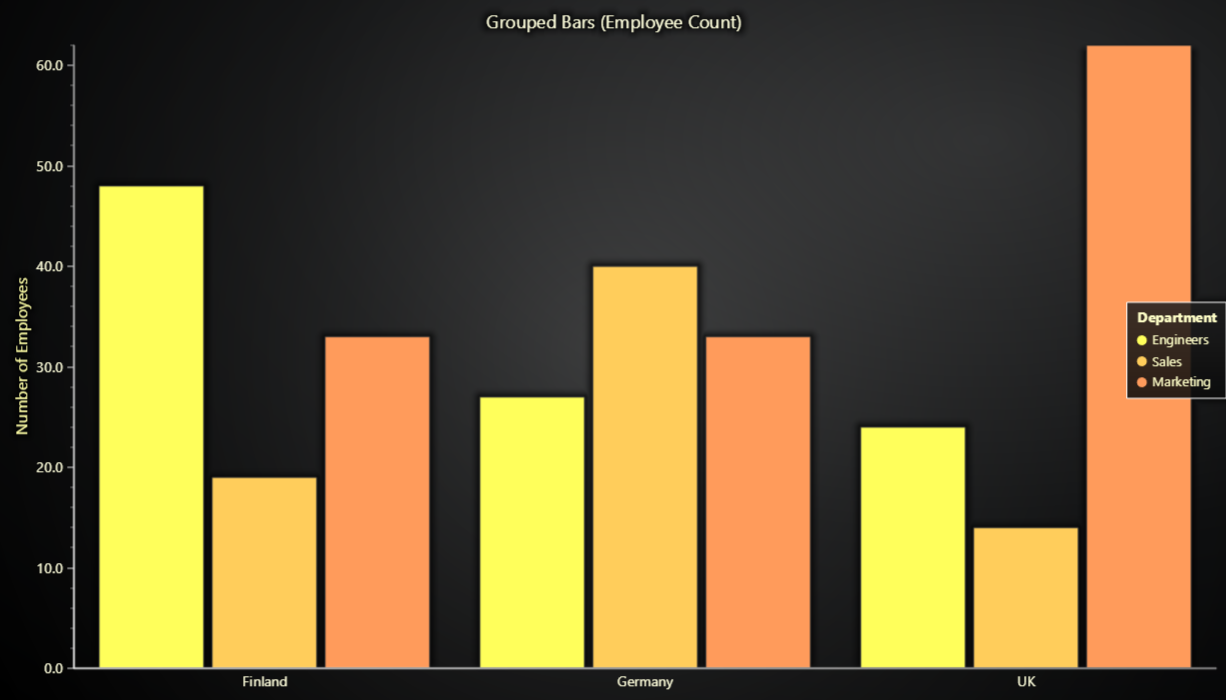 Grouped Bars (Employee Count)
Number of Employees
60.0
50.0
40.0
30.0
20.0
10.0
0.0
Finland
Germany
UK
Department
Engineers
Sales
Marketing